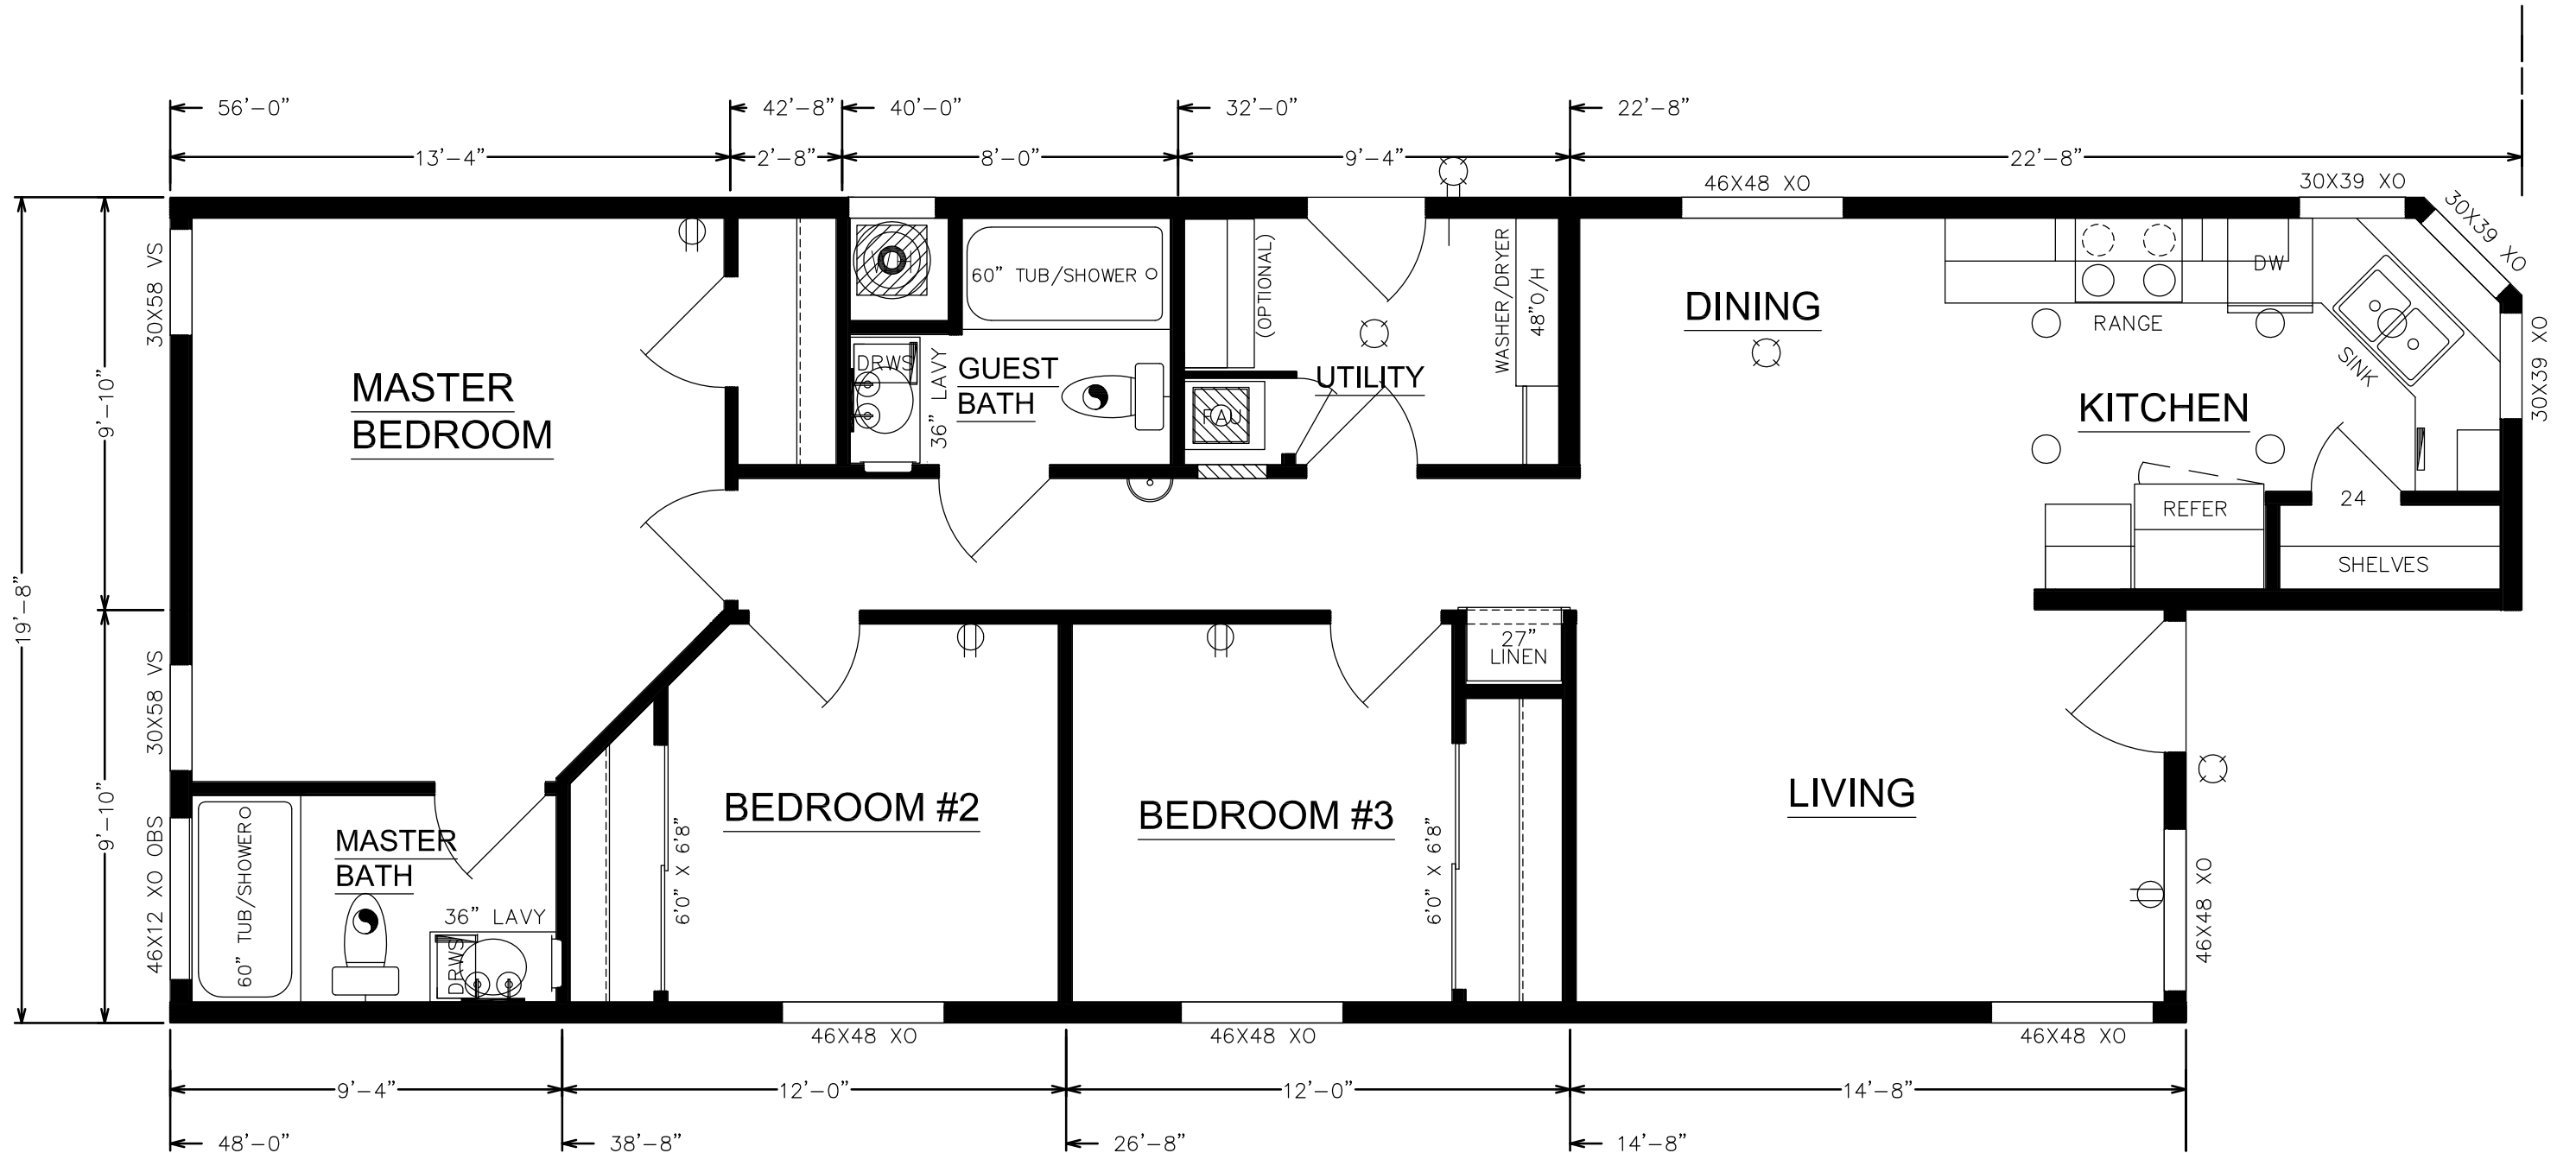 56'-0"
42'-8"
40'-0"
32'-0"
22'-8"
13'-4"
2'-8"
8'-0"
9'-4"
22'-8"
46X48 XO
30X39 XO
30X39 XO
30X39 XO
30X58 VS
30X58 VS
46X12 XO OBS
19'-8"
9'-10"
9'-10"
MASTER
BEDROOM
60" TUB/SHOWER
DRWS
36" LAVY
GUEST
BATH
(OPTIONAL)
FAU
UTILITY
WASHER/DRYER
48"O/H
DINING
RANGE
DW
SINK
KITCHEN
REFER
24
SHELVES
27"
LINEN
BEDROOM #2
6'0" X 6'8"
BEDROOM #3
6'0" X 6'8"
LIVING
MASTER
BATH
60" TUB/SHOWER
36" LAVY
DRWS
46X48 XO
46X48 XO
46X48 XO
46X48 XO
9'-4"
12'-0"
12'-0"
14'-8"
48'-0"
38'-8"
26'-8"
14'-8"